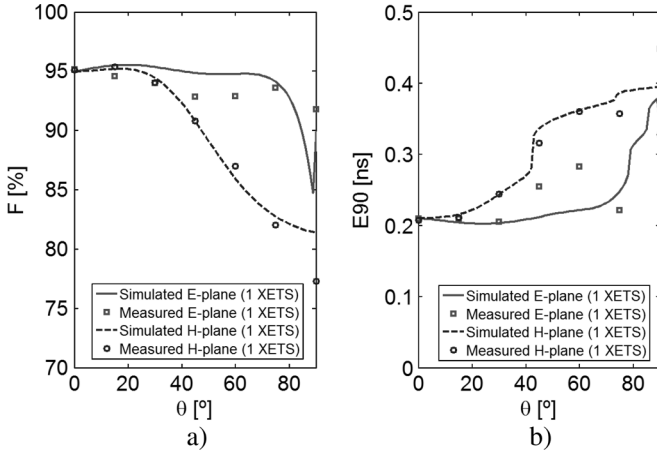 100
95
90
85
80
75
70
F [%]
0
20
40
60
80
θ [º]
Simulated E-plane (1 XETS)
Measured E-plane (1 XETS)
Simulated H-plane (1 XETS)
Measured H-plane (1 XETS)
a)
0.5
0.4
0.3
0.2
0.1
0
E90 [ns]
0
20
40
60
80
θ [º]
Simulated E-plane (1 XETS)
Measured E-plane (1 XETS)
Simulated H-plane (1 XETS)
Measured H-plane (1 XETS)
b)